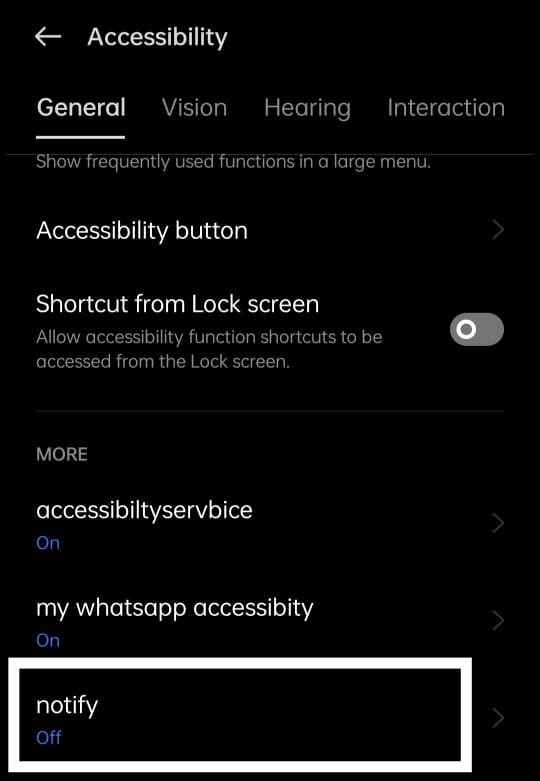 Accessibility
General Vision Hearing Interaction
Show frequently used functions in a large menu.
Accessibility button
Shortcut from Lock screen
Allow accessibility function shortcuts to be
accessed from the Lock screen.
MORE
accessibiltyservbice
On
my whatsapp accessibity
On
notify
Off